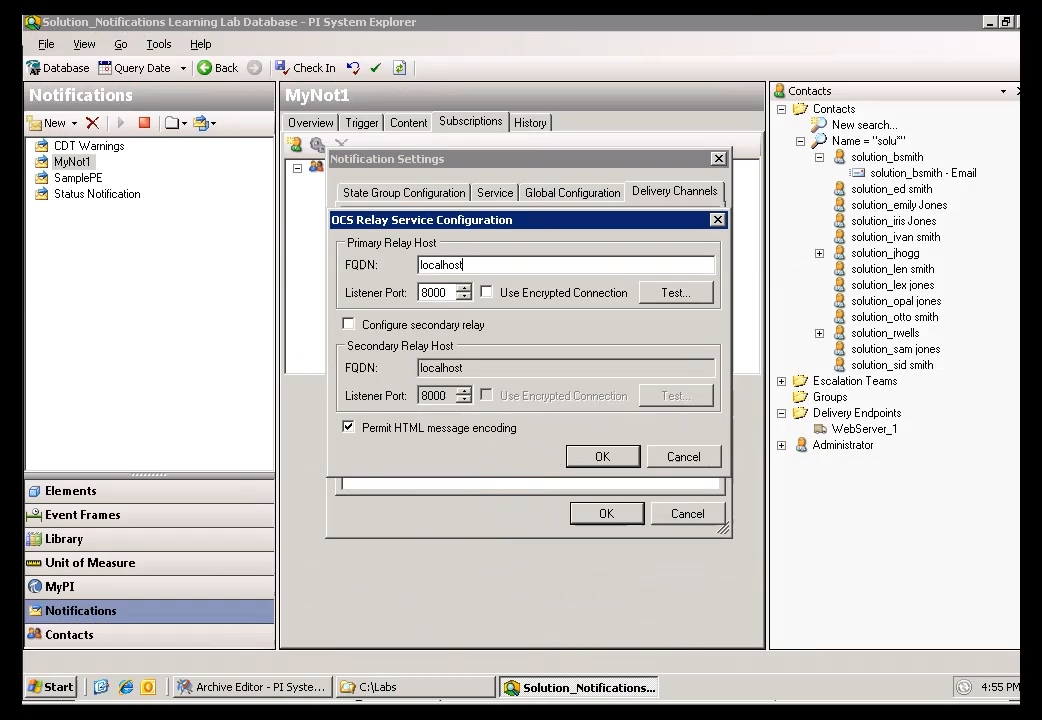 Solution_Notifications Learning Lab Database - PI System Explorer
File View Go Tools Help
Database Query Date Back Check In
Notifications
New
CDT Warnings
MyNot1
SamplePE
Status Notification
Elements
Event Frames
Library
Unit of Measure
MyPI
Notifications
Contacts
MyNot1
Overview Trigger Content Subscriptions History
Notification Settings
State Group Configuration Service Global Configuration Delivery Channels
OCS Relay Service Configuration
Primary Relay Host
FQDN: localhost
Listener Port: 8000 Use Encrypted Connection Test...
Configure secondary relay
Secondary Relay Host
FQDN: localhost
Listener Port: 8000 Use Encrypted Connection Test...
Permit HTML message encoding
OK Cancel
OK Cancel
Contacts
Contacts
New search...
Name = "solu*"
solution_bsmith
solution_bsmith - Email
solution_ed smith
solution_emily Jones
solution_iris Jones
solution_ivan smith
solution_jhogg
solution_len smith
solution_lex jones
solution_opal jones
solution_otto smith
solution_rwells
solution_sam jones
solution_sid smith
Escalation Teams
Groups
Delivery Endpoints
WebServer_1
Administrator
Start Archive Editor - PI Syste... C:\Labs Solution_Notifications... 4:55 PM